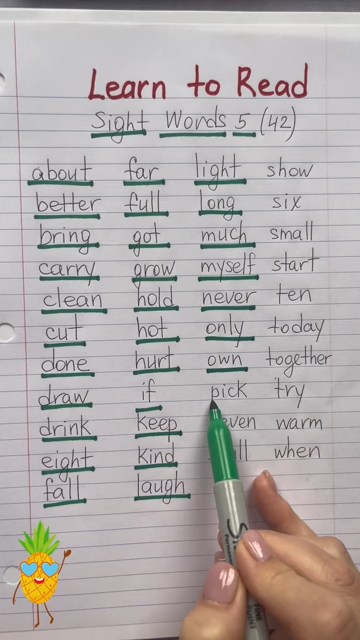 Learn to Read
Sight Words 5 (42)
about far light show
better full long six
bring got much small
carry grow myself start
clean hold never ten
cut hot only today
done hurt own together
draw if pick try
drink keep warm
eight kind when
fall laugh